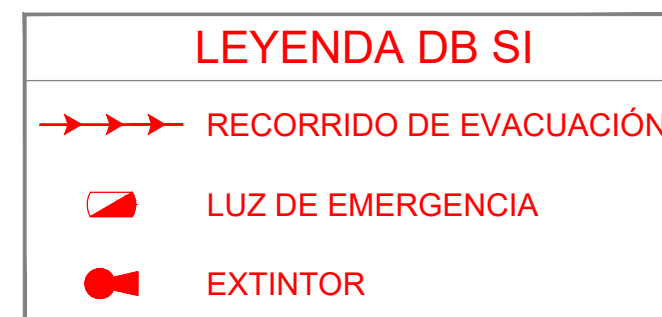 LEYENDA DB SI
RECORRIDO DE EVACUACIÓN
LUZ DE EMERGENCIA
EXTINTOR